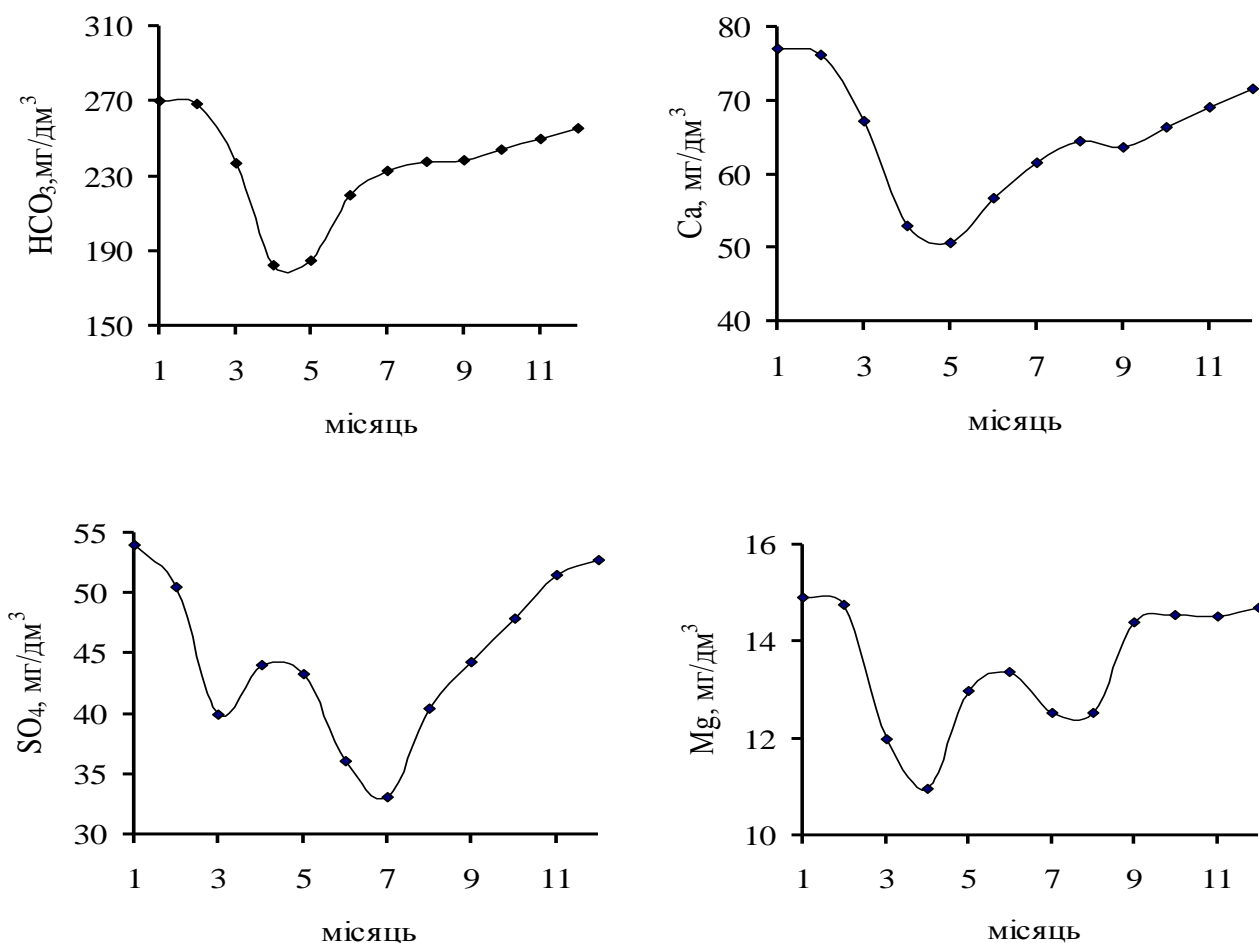 HCO₃,мг/дм³
310
270
230
190
150
1 3 5 7 9 11
місяць
Ca, мг/дм³
80
70
60
50
40
1 3 5 7 9 11
місяць
SO₄, мг/дм³
55
50
45
40
35
30
1 3 5 7 9 11
місяць
Mg, мг/дм³
16
14
12
10
1 3 5 7 9 11
місяць